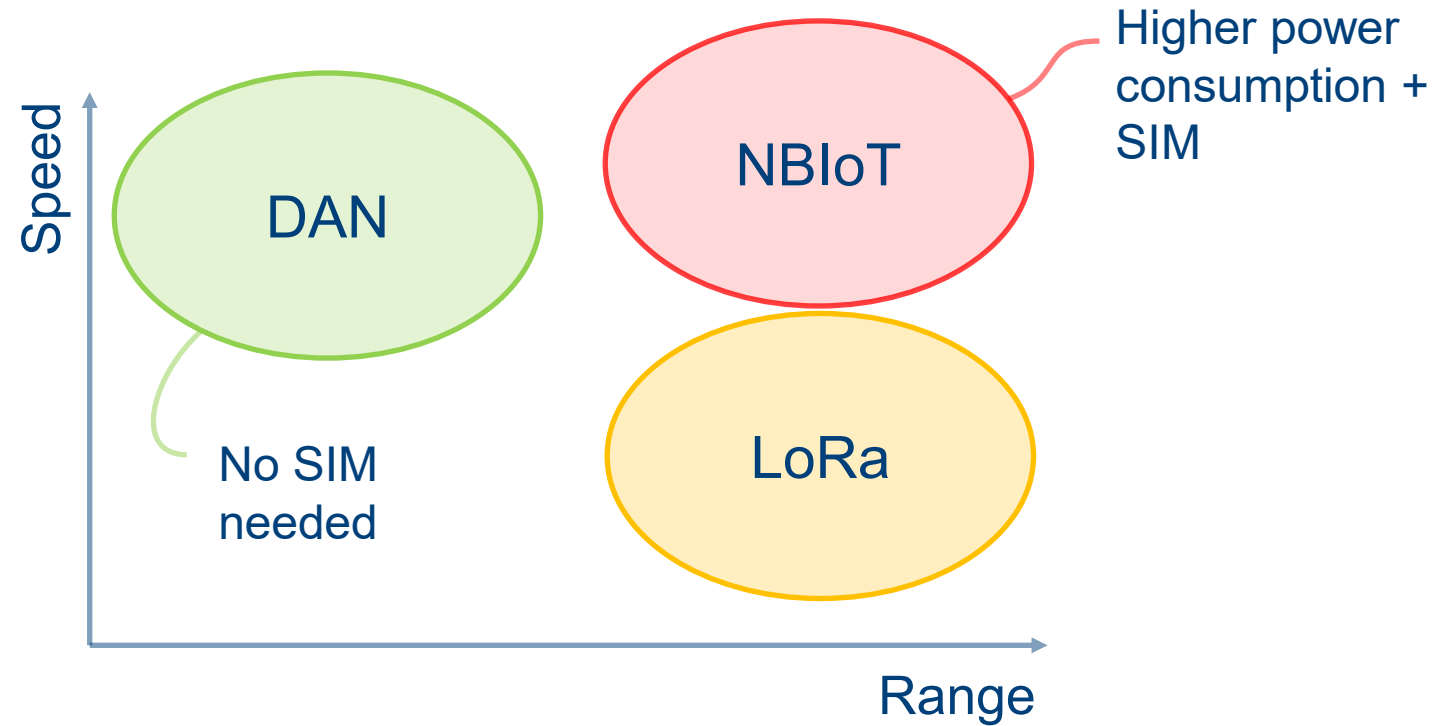 Higher power
consumption +
SIM
Speed
DAN
NBIoT
No SIM
needed
LoRa
Range